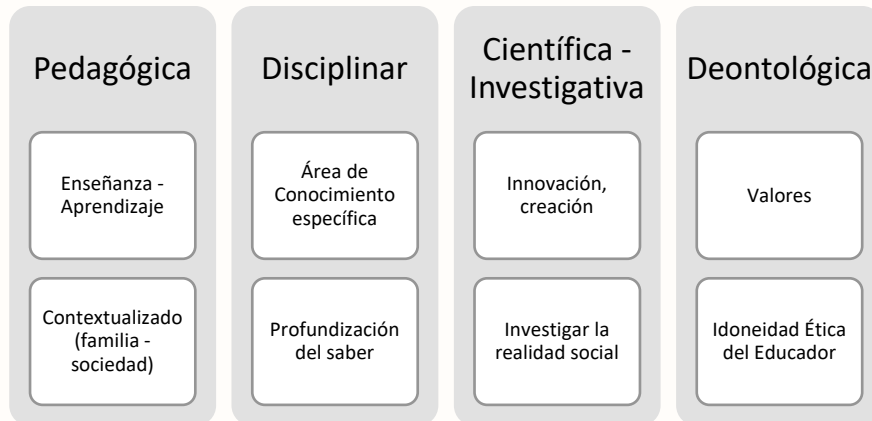 Pedagógica
Enseñanza -
Aprendizaje
Contextualizado
(familia -
sociedad)
Disciplinar
Área de
Conocimiento
específica
Profundización
del saber
Científica -
Investigativa
Innovación,
creación
Investigar la
realidad social
Deontológica
Valores
Idoneidad Ética
del Educador